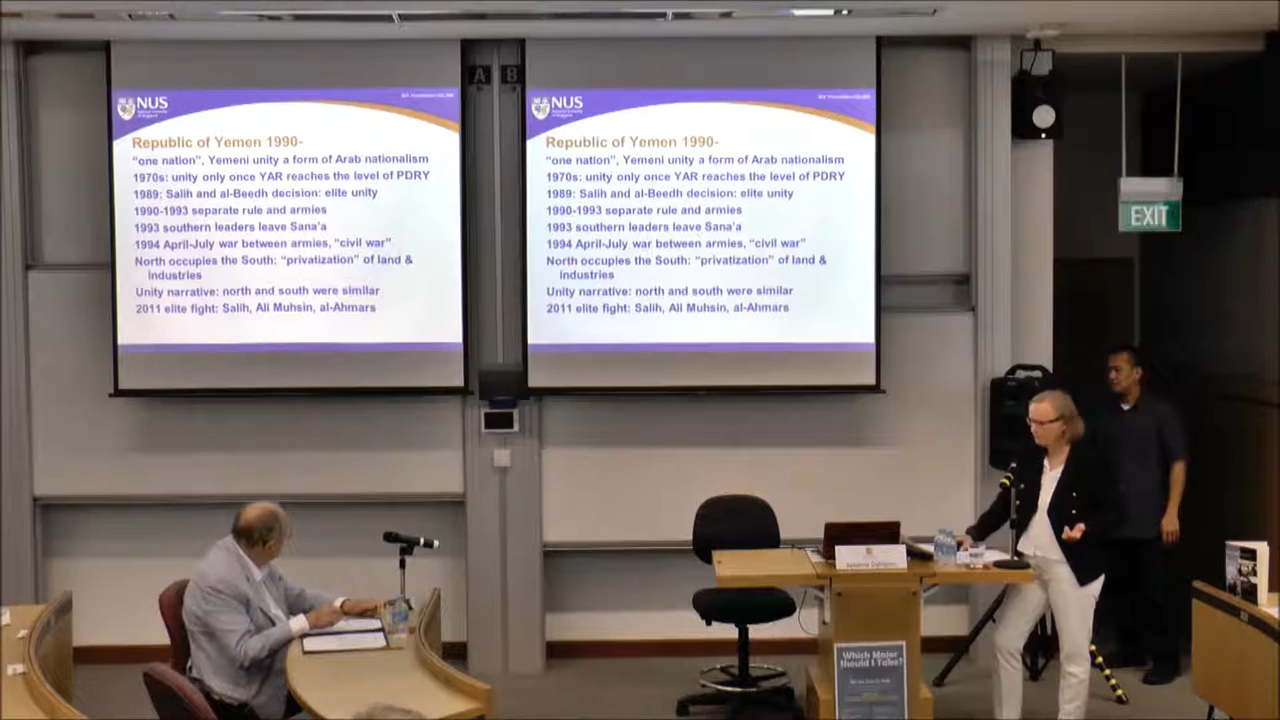 A B
NUS
Republic of Yemen 1990-
“one nation”, Yemeni unity a form of Arab nationalism
1970s: unity only once YAR reaches the level of PDRY
1989: Salih and al-Beedh decision: elite unity
1990-1993 separate rule and armies
1993 southern leaders leave Sana’a
1994 April-July war between armies, “civil war”
North occupies the South: “privatization” of land &
industries
Unity narrative: north and south were similar
2011 elite fight: Salih, Ali Muhsin, al-Ahmars
NUS
Republic of Yemen 1990-
“one nation”, Yemeni unity a form of Arab nationalism
1970s: unity only once YAR reaches the level of PDRY
1989: Salih and al-Beedh decision: elite unity
1990-1993 separate rule and armies
1993 southern leaders leave Sana’a
1994 April-July war between armies, “civil war”
North occupies the South: “privatization” of land &
industries
Unity narrative: north and south were similar
2011 elite fight: Salih, Ali Muhsin, al-Ahmars
EXIT
Which Major
Should I Take?